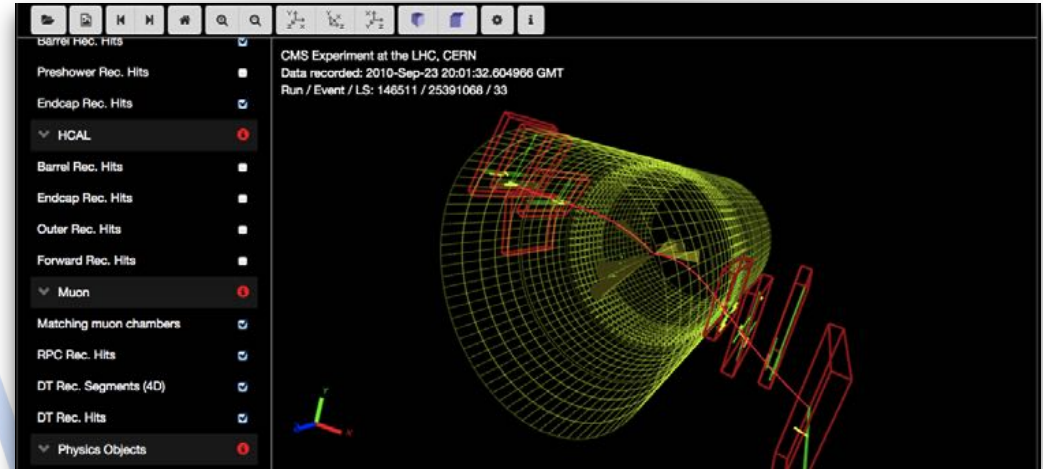 Barrel Rec. Hits
Preshower Rec. Hits
Endcap Rec. Hits
HCAL
Barrel Rec. Hits
Endcap Rec. Hits
Outer Rec. Hits
Forward Rec. Hits
Muon
Matching muon chambers
RPC Rec. Hits
DT Rec. Segments (4D)
DT Rec. Hits
Physics Objects
CMS Experiment at the LHC, CERN
Data recorded: 2010-Sep-23 20:01:32.604966 GMT
Run / Event / LS: 146511 / 25391068 / 33